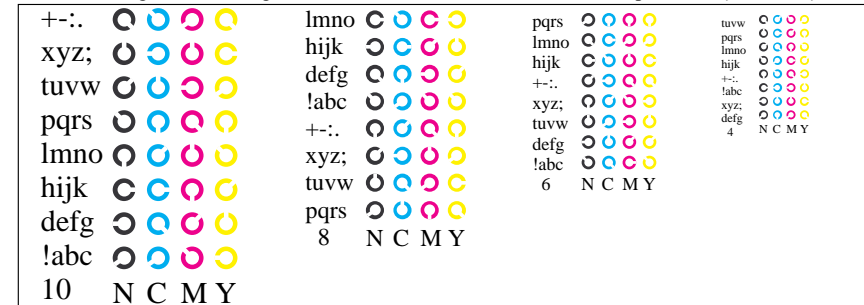 +-:.
xyz;
tuvw
pqrs
lmno
hijk
defg
!abc
10 N C M Y
lmno
hijk
defg
!abc
+-:.
xyz;
tuvw
pqrs
8 N C M Y
pqrs
lmno
hijk
+-:.
xyz;
tuvw
defg
!abc
6 N C M Y
tuvw
pqrs
lmno
hijk
+-:.
!abc
xyz;
defg
4 N C M Y